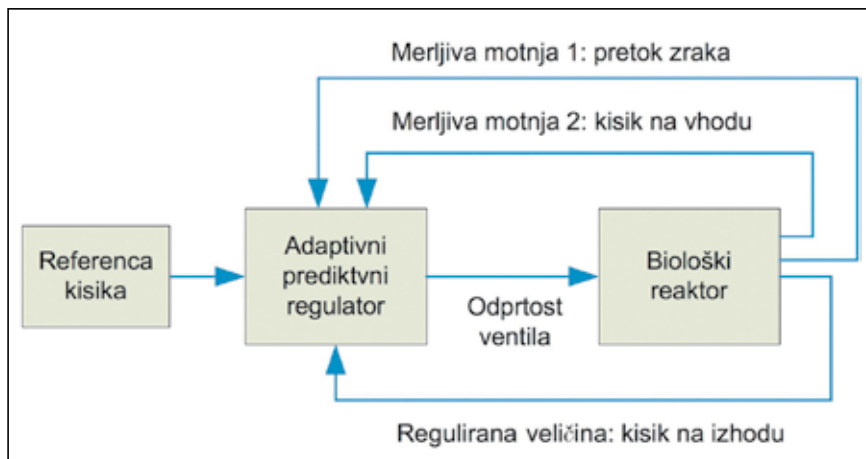 Merljiva motnja 1: pretok zraka
Merljiva motnja 2: kisik na vhodu
Referenca
kisika
Adaptivni
prediktvni
regulator
Odprtost
ventila
Biološki
reaktor
Regulirana veličina: kisik na izhodu